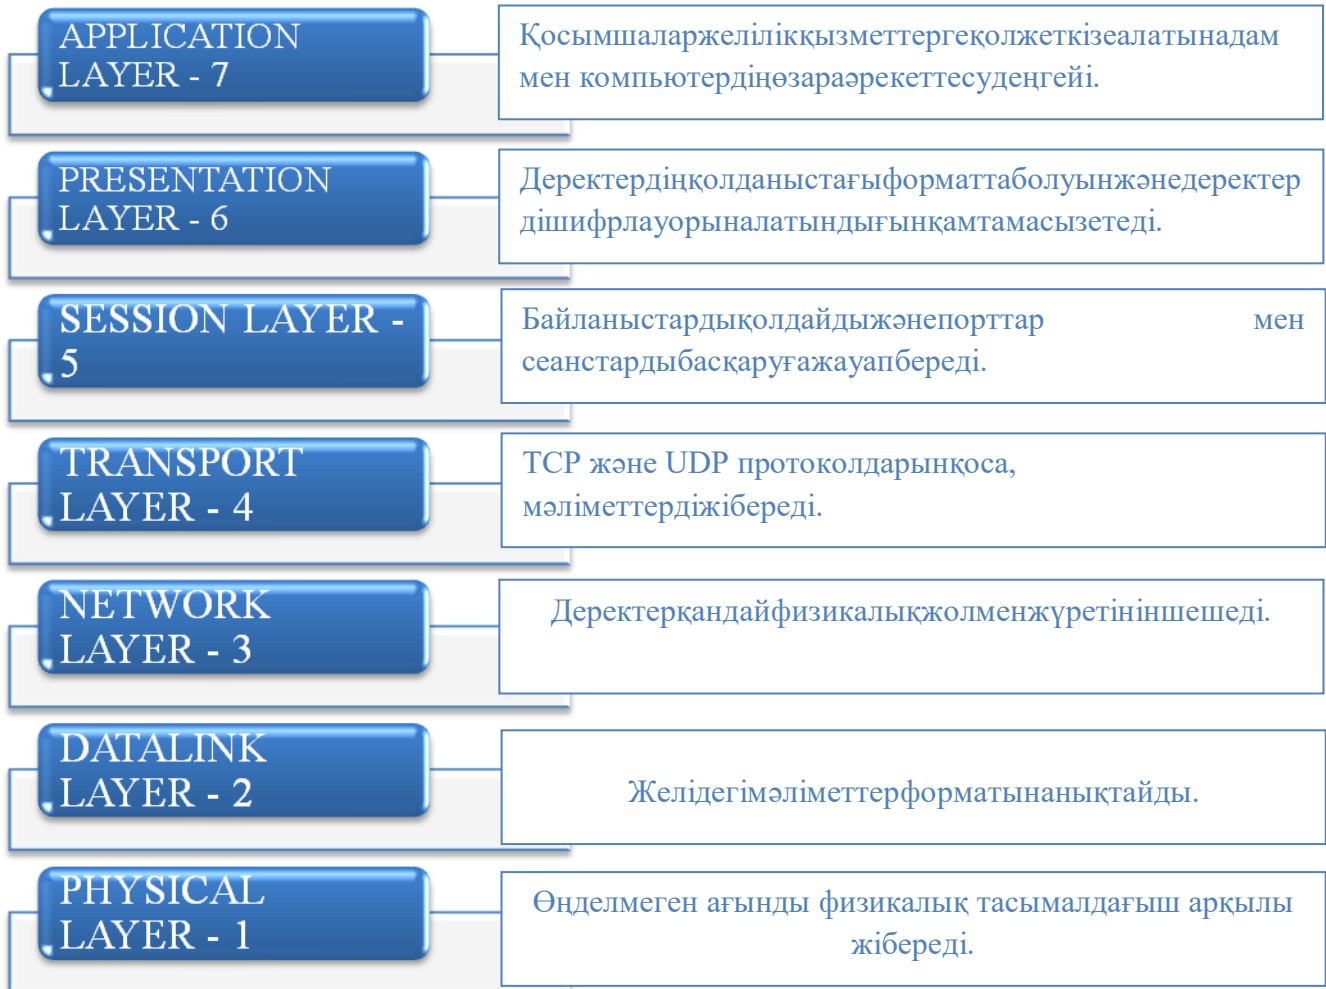 APPLICATION
LAYER - 7
Қосымшаларжелілікқызметтергеқолжеткізеалатынадам
мен компьютердіңөзараәрекеттесудеңгейі.
PRESENTATION
LAYER - 6
Деректердіңқолданыстағыформаттаболуынжәнедеректер
дішифрлауорыналатындығынқамтамасызетеді.
SESSION LAYER -
5
Байланыстардықолдайдыжәнепорттар мен
сеанстардыбасқаруғажауапбереді.
TRANSPORT
LAYER - 4
TCP және UDP протоколдарынқоса,
мәліметтердіжібереді.
NETWORK
LAYER - 3
Деректерқандайфизикалықжолменжүретініншешеді.
DATALINK
LAYER - 2
Желідегімәліметтерформатынанықтайды.
PHYSICAL
LAYER - 1
Өңделмеген ағынды физикалық тасымалдағыш арқылы
жібереді.